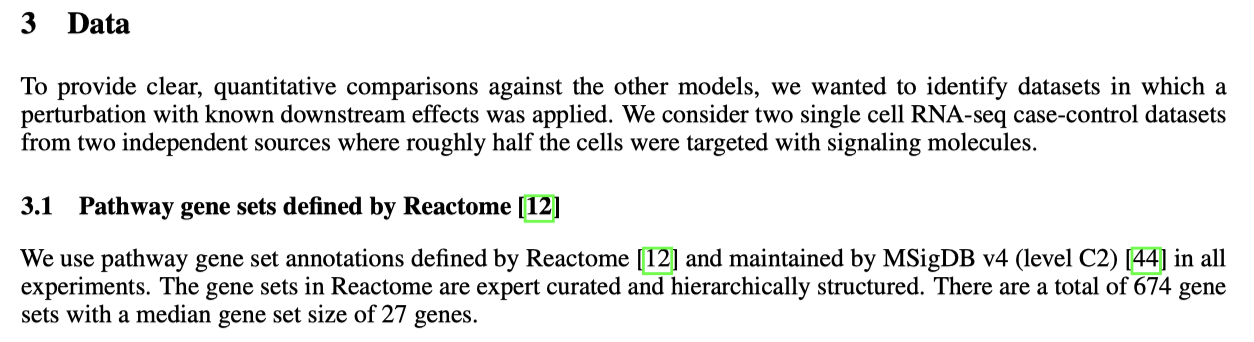 3 Data
To provide clear, quantitative comparisons against the other models, we wanted to identify datasets in which a
perturbation with known downstream effects was applied. We consider two single cell RNA-seq case-control datasets
from two independent sources where roughly half the cells were targeted with signaling molecules.
3.1 Pathway gene sets defined by Reactome [12]
We use pathway gene set annotations defined by Reactome [12] and maintained by MSigDB v4 (level C2) [44] in all
experiments. The gene sets in Reactome are expert curated and hierarchically structured. There are a total of 674 gene
sets with a median gene set size of 27 genes.